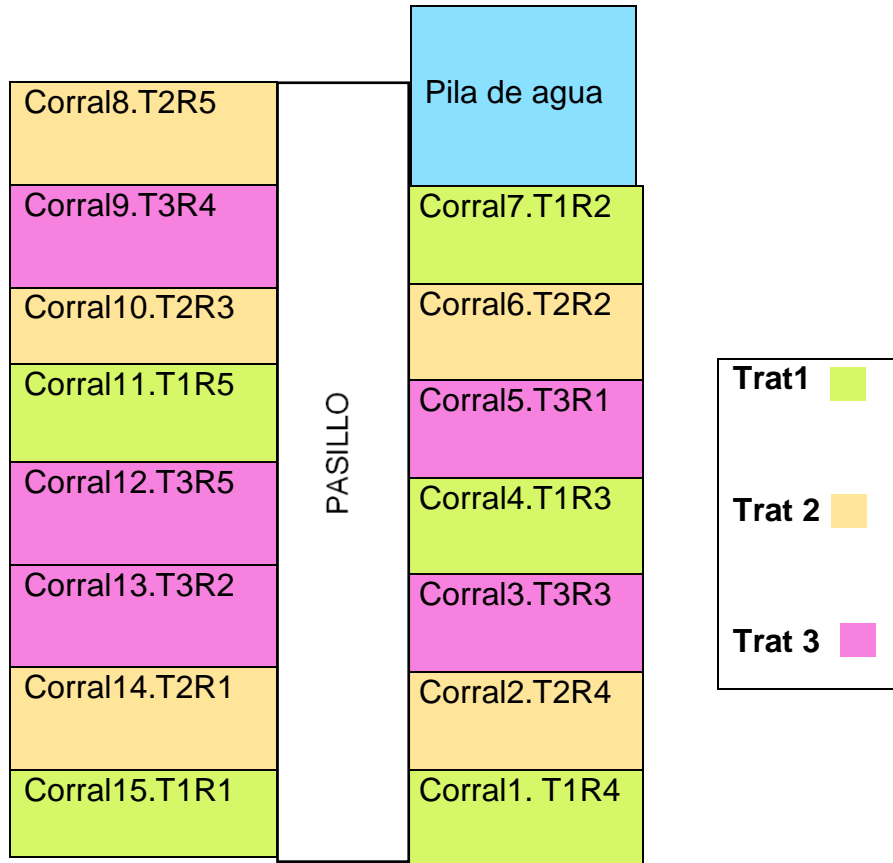 Pila de agua
Corral8.T2R5
Corral9.T3R4
Corral10.T2R3
Corral11.T1R5
Corral12.T3R5
Corral13.T3R2
Corral14.T2R1
Corral15.T1R1
PASILLO
Corral7.T1R2
Corral6.T2R2
Corral5.T3R1
Corral4.T1R3
Corral3.T3R3
Corral2.T2R4
Corral1. T1R4
Trat1
Trat 2
Trat 3